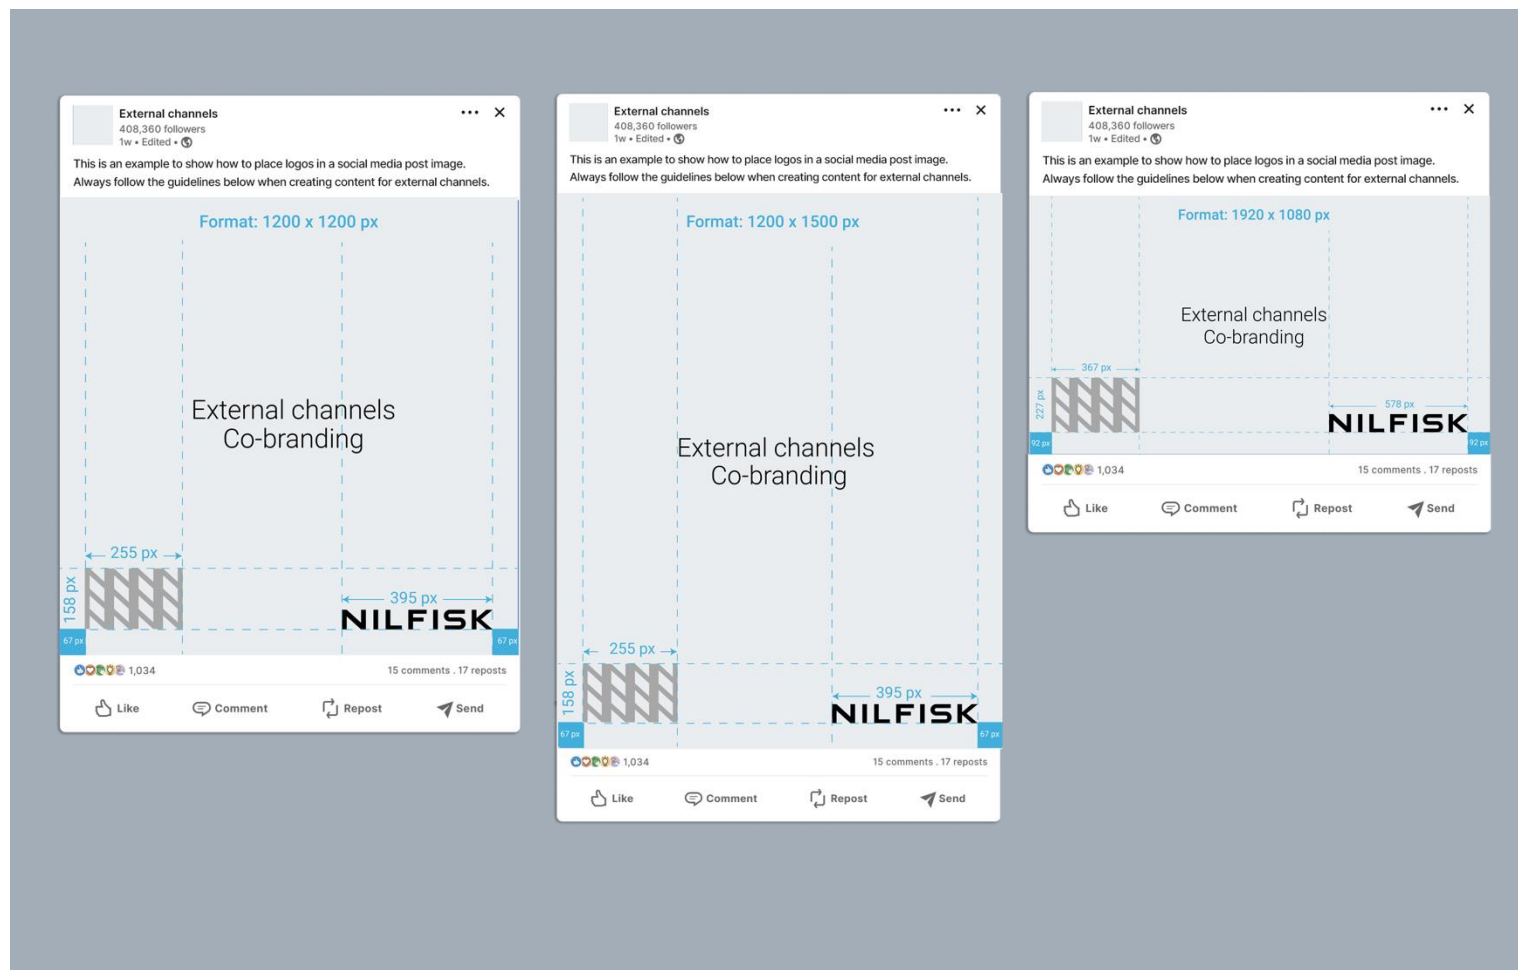 External channels
408,360 followers
1w • Edited •
This is an example to show how to place logos in a social media post image.
Always follow the guidelines below when creating content for external channels.
Format: 1200 x 1200 px
External channels
Co-branding
255 px
158 px
395 px
NILFISK
67 px
67 px
1,034
15 comments . 17 reposts
Like
Comment
Repost
Send
External channels
408,360 followers
1w • Edited •
This is an example to show how to place logos in a social media post image.
Always follow the guidelines below when creating content for external channels.
Format: 1200 x 1500 px
External channels
Co-branding
255 px
158 px
395 px
NILFISK
67 px
67 px
1,034
15 comments . 17 reposts
Like
Comment
Repost
Send
External channels
408,360 followers
1w • Edited •
This is an example to show how to place logos in a social media post image.
Always follow the guidelines below when creating content for external channels.
Format: 1920 x 1080 px
External channels
Co-branding
367 px
227 px
578 px
NILFISK
92 px
92 px
1,034
15 comments . 17 reposts
Like
Comment
Repost
Send